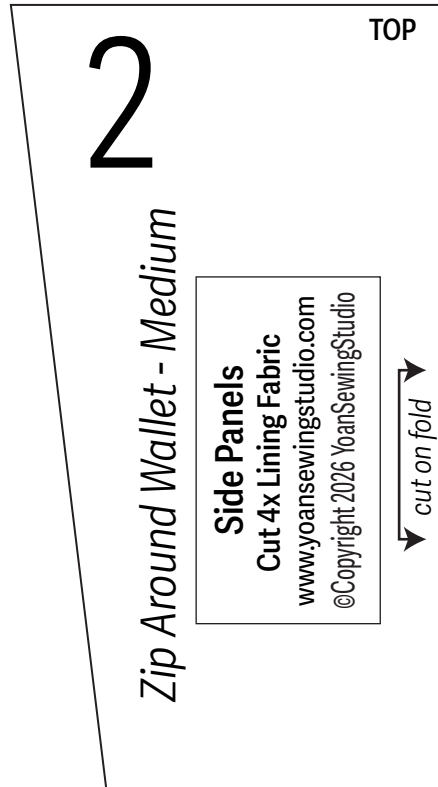 TOP
2
Zip Around Wallet - Medium
Side Panels
Cut 4x Lining Fabric
www.yoansewingstudio.com
©Copyright 2026 YoanSewingStudio
cut on fold